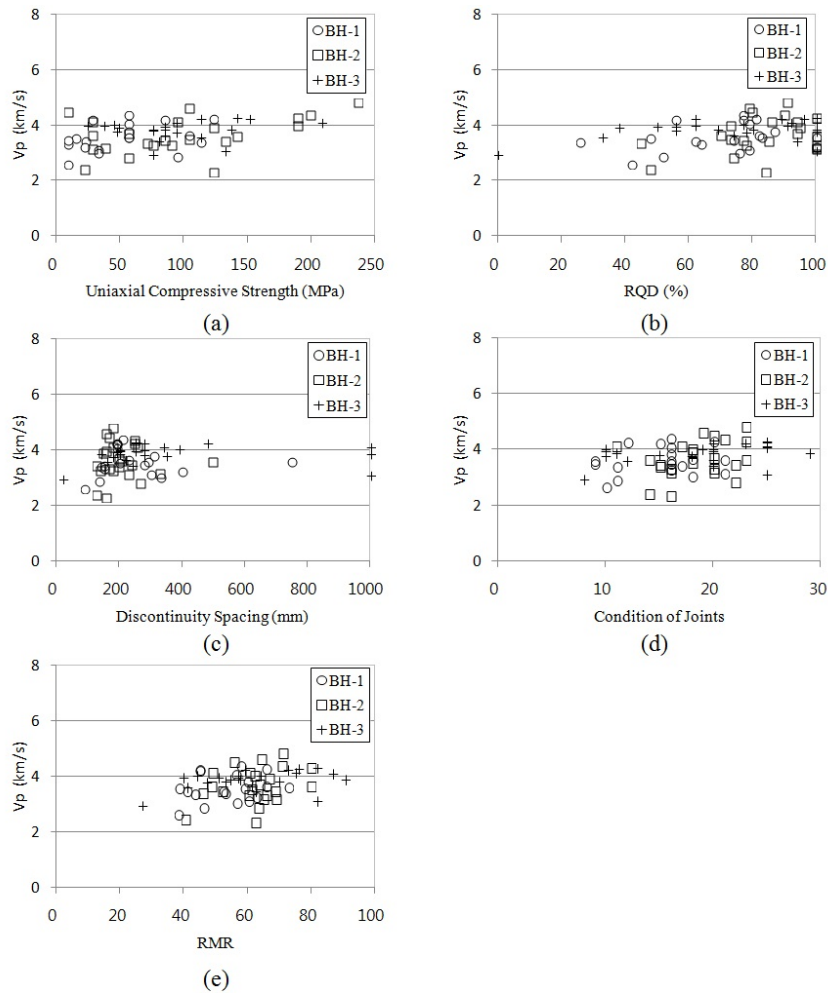 8
6
4
2
0
Vp (km/s)
BH-1
BH-2
BH-3
0 50 100 150 200 250
Uniaxial Compressive Strength (MPa)
(a)
8
6
4
2
0
Vp (km/s)
BH-1
BH-2
BH-3
0 20 40 60 80 100
RQD (%)
(b)
8
6
4
2
0
Vp (km/s)
BH-1
BH-2
BH-3
0 200 400 600 800 1000
Discontinuity Spacing (mm)
(c)
8
6
4
2
0
Vp (km/s)
BH-1
BH-2
BH-3
0 10 20 30
Condition of Joints
(d)
8
6
4
2
0
Vp (km/s)
BH-1
BH-2
BH-3
0 20 40 60 80 100
RMR
(e)